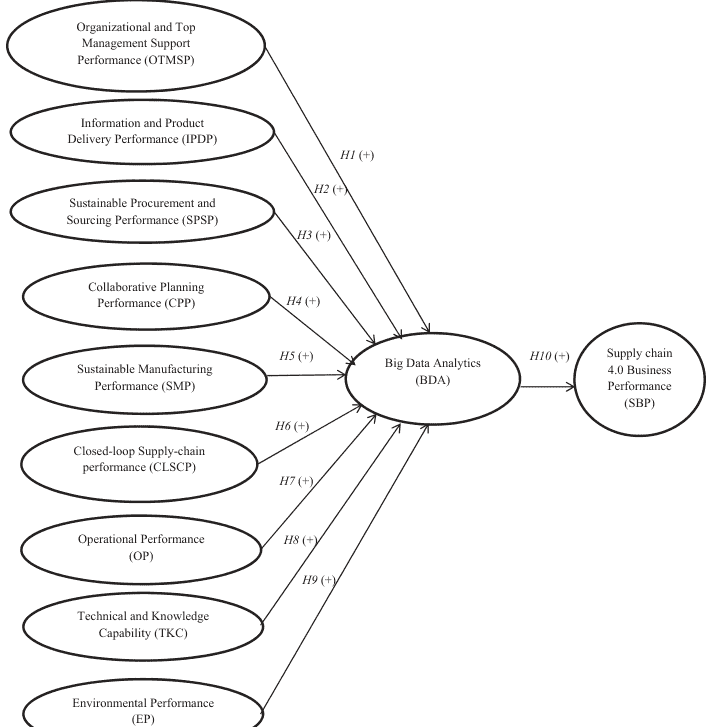 Organizational and Top
Management Support
Performance (OTMSP)
Information and Product
Delivery Performance (IPDP)
Sustainable Procurement and
Sourcing Performance (SPSP)
Collaborative Planning
Performance (CPP)
Sustainable Manufacturing
Performance (SMP)
Closed-loop Supply-chain
performance (CLSCP)
Operational Performance
(OP)
Technical and Knowledge
Capability (TKC)
Environmental Performance
(EP)
H1 (+)
H2 (+)
H3 (+)
H4 (+)
H5 (+)
H6 (+)
H7 (+)
H8 (+)
H9 (+)
Big Data Analytics
(BDA)
H10 (+)
Supply chain
4.0 Business
Performance
(SBP)